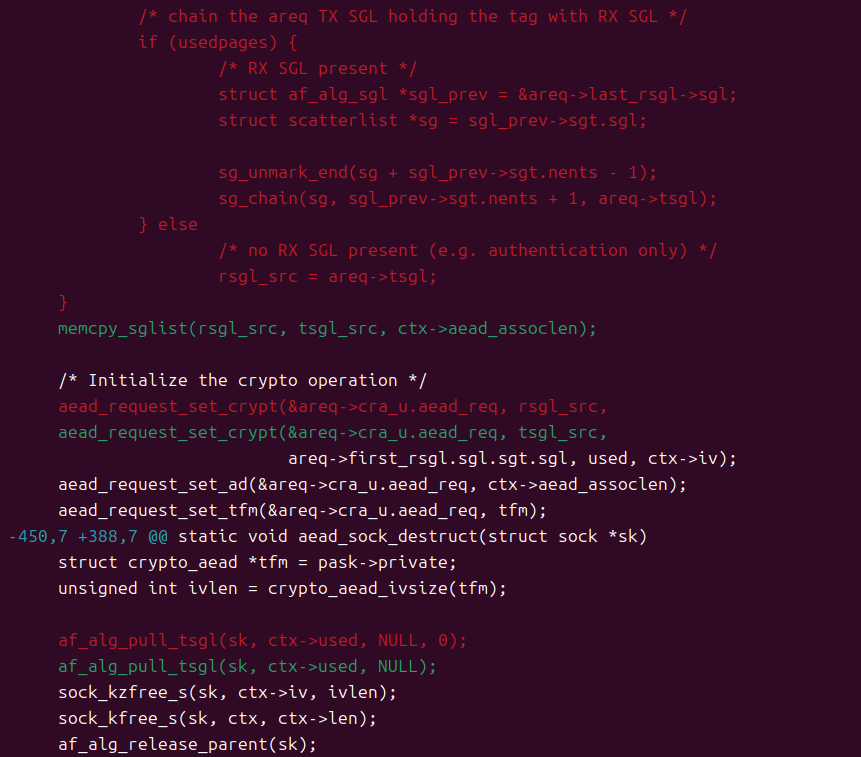 /* chain the areq TX SGL holding the tag with RX SGL */
if (usedpages) {
/* RX SGL present */
struct af_alg_sgl *sgl_prev = &areq->last_rsgl->sgl;
struct scatterlist *sg = sgl_prev->sgt.sgl;
sg_unmark_end(sg + sgl_prev->sgt.nents - 1);
sg_chain(sg, sgl_prev->sgt.nents + 1, areq->tsgl);
} else
/* no RX SGL present (e.g. authentication only) */
rsgl_src = areq->tsgl;
}
memcpy_sglist(rsgl_src, tsgl_src, ctx->aead_assoclen);
/* Initialize the crypto operation */
aead_request_set_crypt(&areq->cra_u.aead_req, rsgl_src,
aead_request_set_crypt(&areq->cra_u.aead_req, tsgl_src,
areq->first_rsgl.sgl.sgt.sgl, used, ctx->iv);
aead_request_set_ad(&areq->cra_u.aead_req, ctx->aead_assoclen);
aead_request_set_tfm(&areq->cra_u.aead_req, tfm);
-450,7 +388,7 @@ static void aead_sock_destruct(struct sock *sk)
struct crypto_aead *tfm = pask->private;
unsigned int ivlen = crypto_aead_ivsize(tfm);
af_alg_pull_tsgl(sk, ctx->used, NULL, 0);
af_alg_pull_tsgl(sk, ctx->used, NULL);
sock_kzfree_s(sk, ctx->iv, ivlen);
sock_kfree_s(sk, ctx, ctx->len);
af_alg_release_parent(sk);